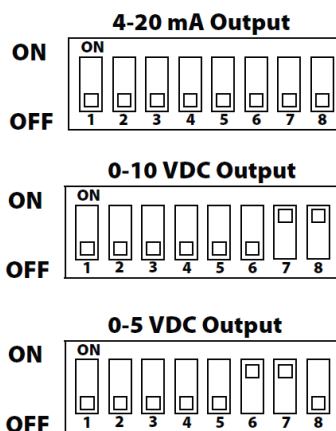 4-20 mA Output
ON
ON
OFF
1 2 3 4 5 6 7 8
0-10 VDC Output
ON
ON
OFF
1 2 3 4 5 6 7 8
0-5 VDC Output
ON
ON
OFF
1 2 3 4 5 6 7 8